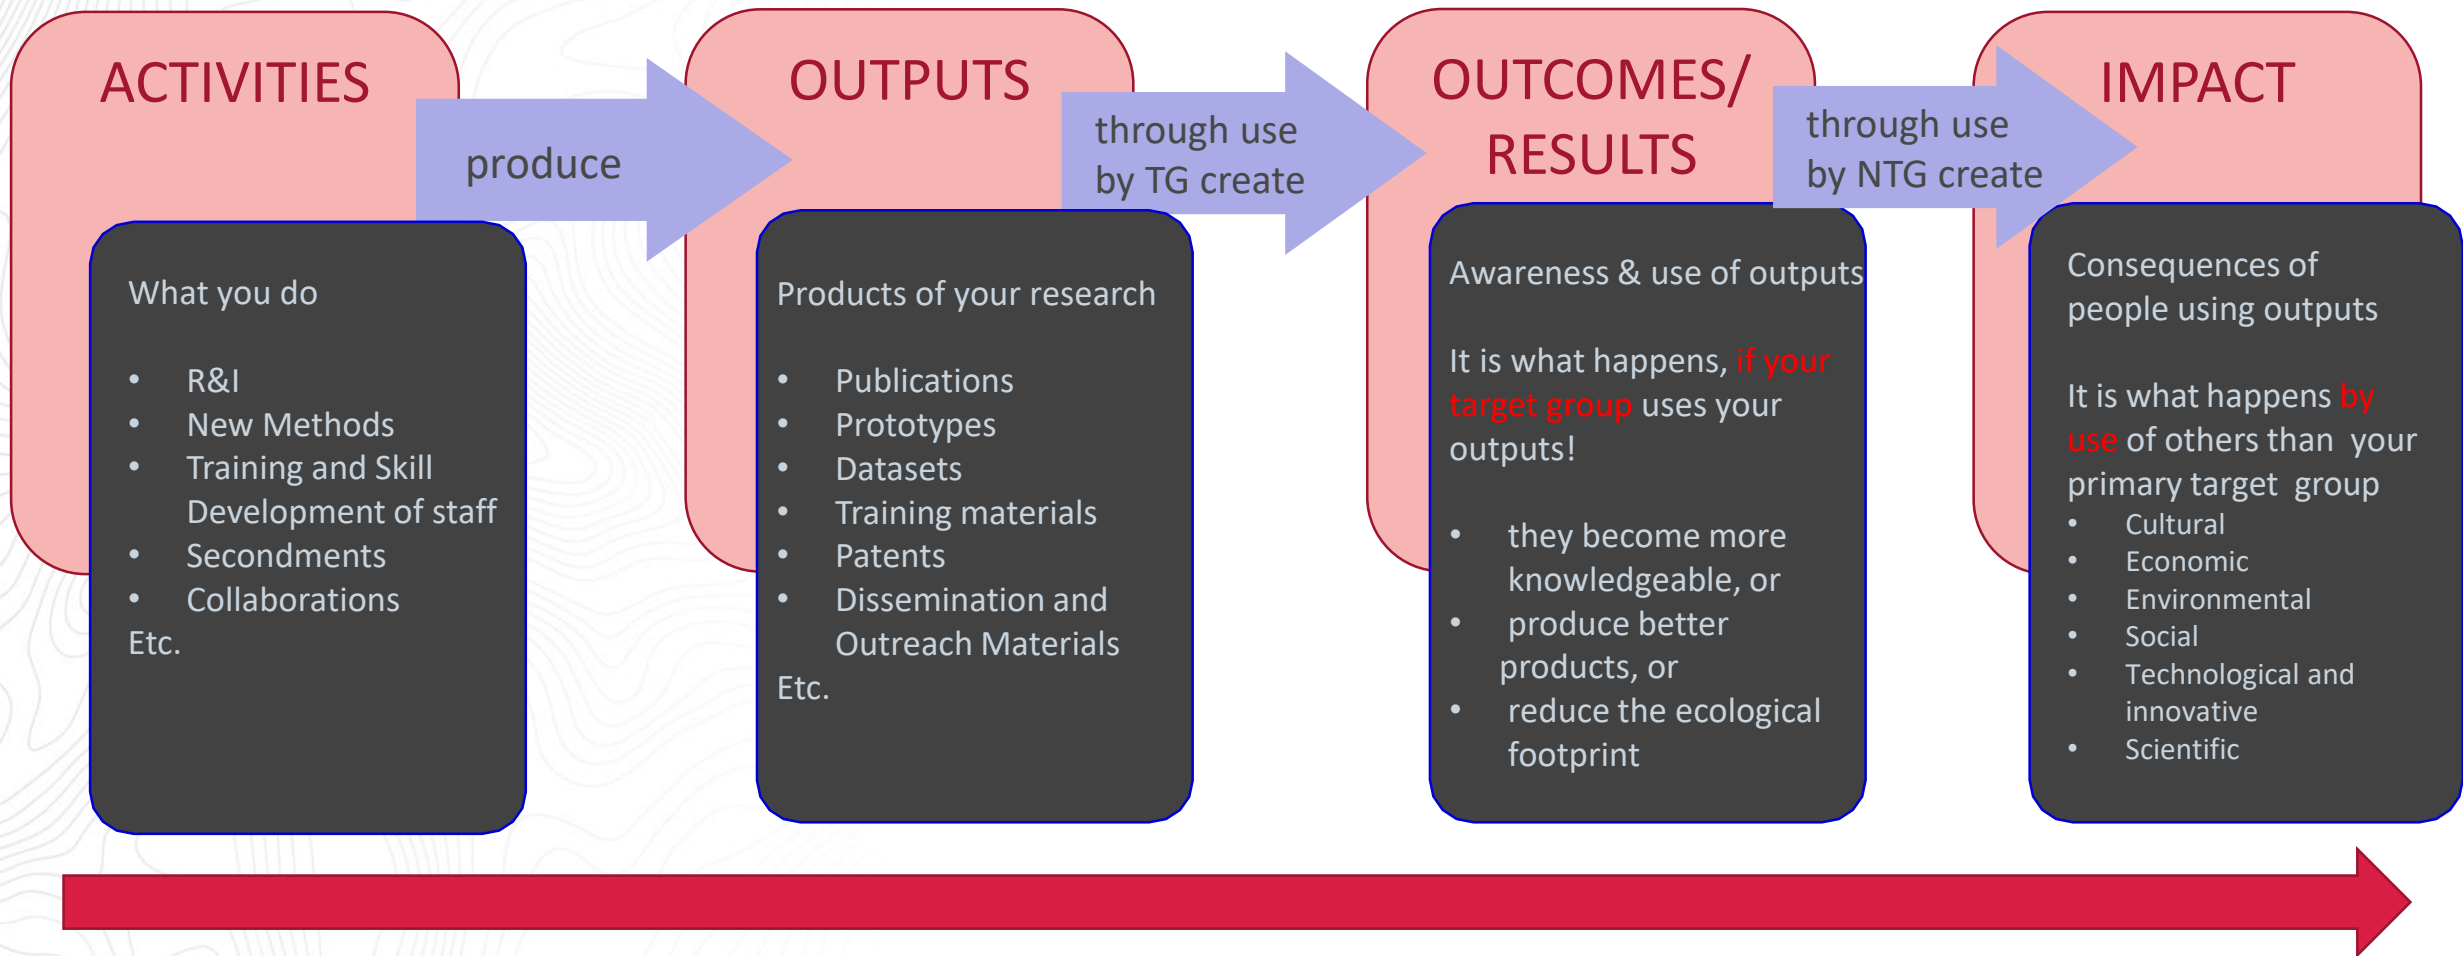 ACTIVITIES
produce
What you do
• R&I
• New Methods
• Training and Skill
Development of staff
• Secondments
• Collaborations
Etc.
OUTPUTS
through use
by TG create
Products of your research
• Publications
• Prototypes
• Datasets
• Training materials
• Patents
• Dissemination and
Outreach Materials
Etc.
OUTCOMES/
RESULTS
through use
by NTG create
Awareness & use of outputs
It is what happens, if your
target group uses your
outputs!
• they become more
knowledgeable, or
• produce better
products, or
• reduce the ecological
footprint
IMPACT
Consequences of
people using outputs
It is what happens by
use of others than your
primary target group
• Cultural
• Economic
• Environmental
• Social
• Technological and
innovative
• Scientific